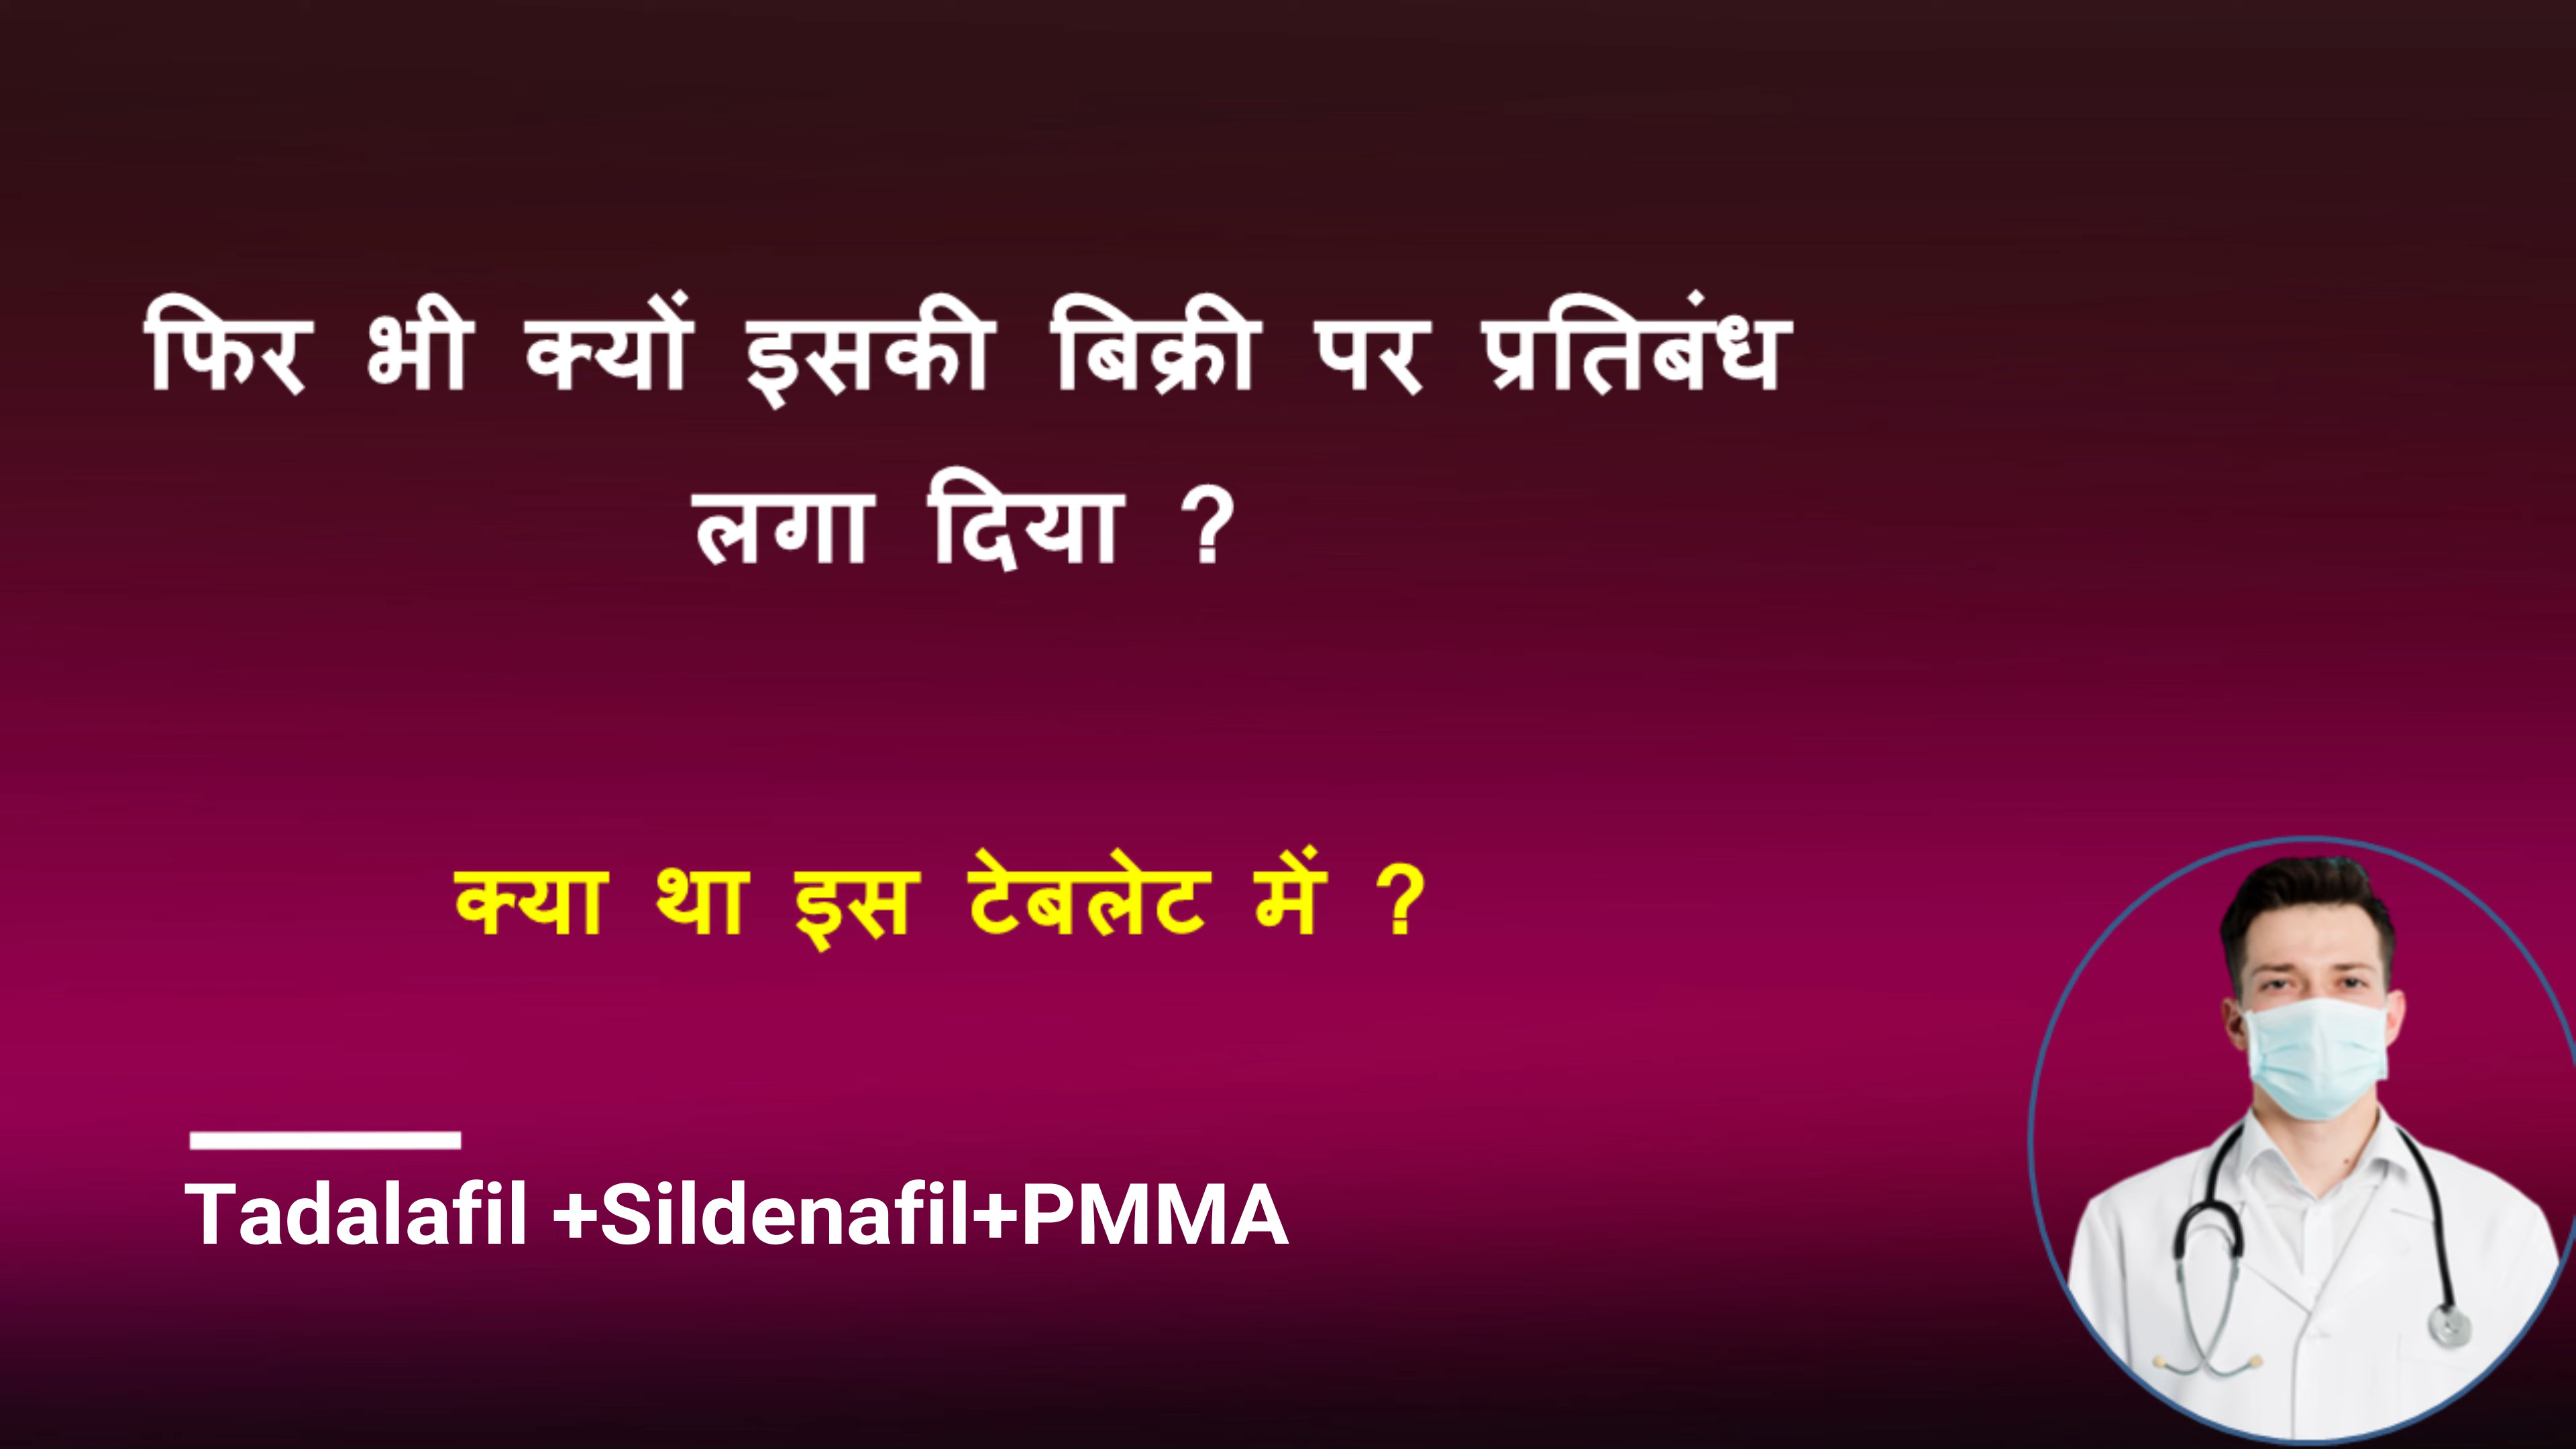 फिर भी क्यों इसकी बिक्री पर प्रतिबंध
लगा दिया ?
क्या था इस टेबलेट में ?
Tadalafil +Sildenafil+PMMA